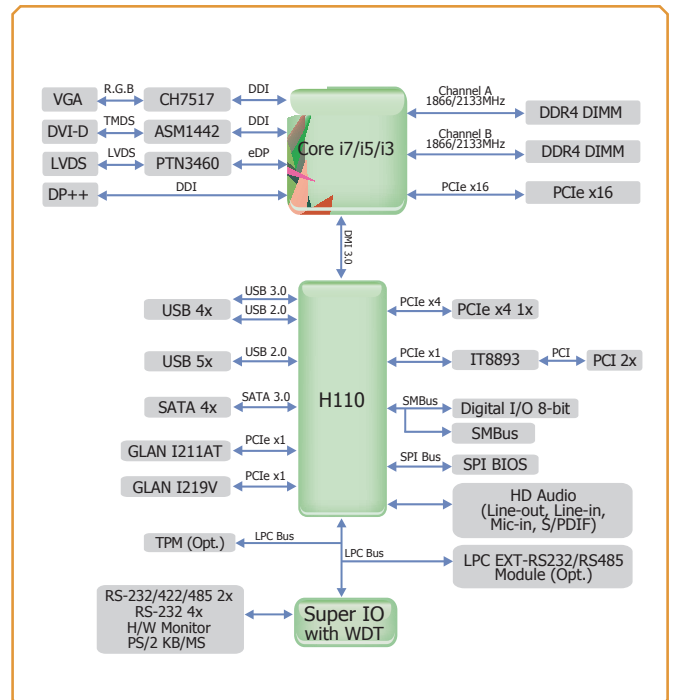 VGA
R.G.B
CH7517
DDI
DVI-D
TMDS
ASM1442
DDI
LVDS
LVDS
PTN3460
eDP
DP++
DDI
Core i7/i5/i3
Channel A
1866/2133MHz
DDR4 DIMM
Channel B
1866/2133MHz
DDR4 DIMM
PCIe x16
PCIe x16
DMI 3.0
USB 4x
USB 3.0
USB 2.0
USB 5x
USB 2.0
SATA 4x
SATA 3.0
GLAN I211AT
PCIe x1
GLAN I219V
PCIe x1
H110
PCIe x4
PCIe x4 1x
PCIe x1
IT8893
PCI
PCI 2x
SMBus
Digital I/O 8-bit
SMBus
SPI Bus
SPI BIOS
HD Audio
(Line-out, Line-in,
Mic-in, S/PDIF)
TPM (Opt.)
LPC Bus
LPC Bus
LPC EXT-RS232/RS485
Module (Opt.)
RS-232/422/485 2x
RS-232 4x
H/W Monitor
PS/2 KB/MS
Super IO
with WDT